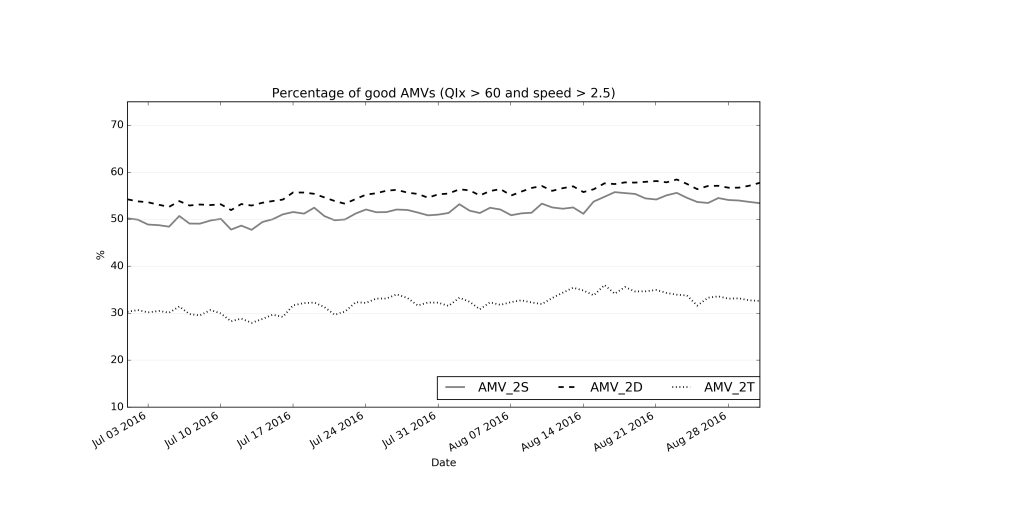 Percentage of good AMVs (QIx > 60 and speed > 2.5)
70
60
50
40
30
20
10
%
AMV_2S AMV_2D AMV_2T
Jul 03 2016 Jul 10 2016 Jul 17 2016 Jul 24 2016 Jul 31 2016 Aug 07 2016 Aug 14 2016 Aug 21 2016 Aug 28 2016
Date